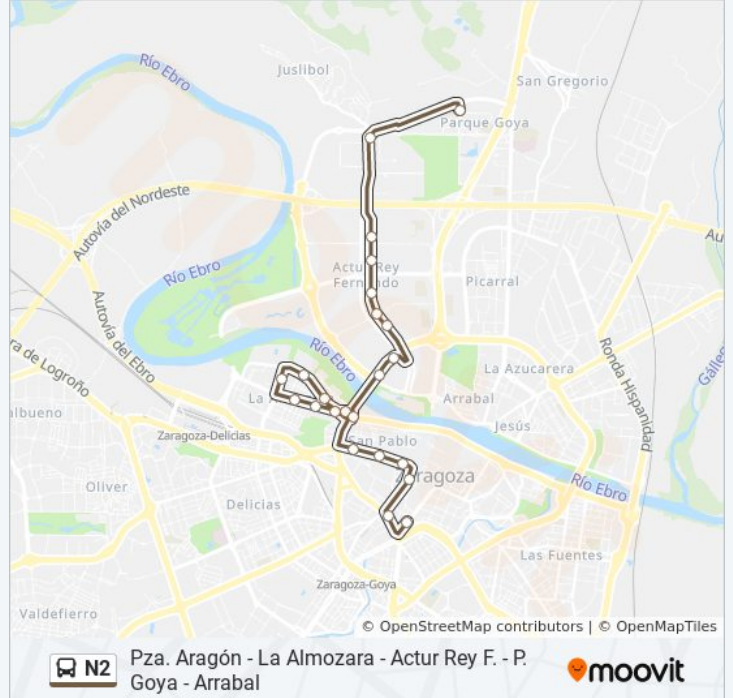 Río Ebro
Juslibol
San Gregorio
Parque Goya
Autovía del Nordeste
Au
Río Ebro
Actur Rey
Fernando
Picarral
Autovía del Ebro
ra de Logroño
Río Ebro
Ronda Hispanidad
Gálleg
La Azucarera
La A
Arrabal
albueno
Jesús
Zaragoza-Delicias
San Pablo
Zaragoza
Oliver
Delicias
Río Ebro
Las Fuentes
Zaragoza-Goya
Valdefierro
© OpenStreetMap contributors | © OpenMapTiles
N2
Pza. Aragón - La Almozara - Actur Rey F. - P.
Goya - Arrabal
moovit